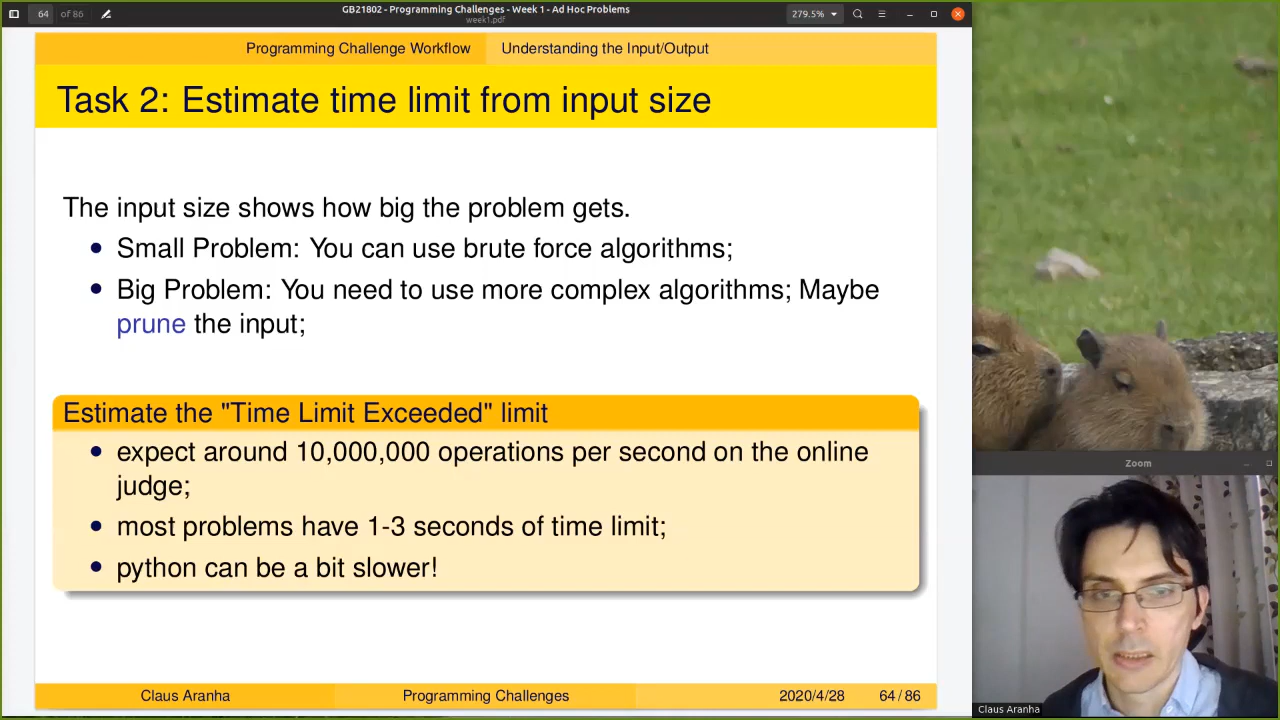 64 of 86
GB21802 - Programming Challenges - Week 1 - Ad Hoc Problems
week1.pdf
279.5%
Programming Challenge Workflow
Understanding the Input/Output
Task 2: Estimate time limit from input size
The input size shows how big the problem gets.
Small Problem: You can use brute force algorithms;
Big Problem: You need to use more complex algorithms; Maybe
prune the input;
Estimate the "Time Limit Exceeded" limit
expect around 10,000,000 operations per second on the online
judge;
most problems have 1-3 seconds of time limit;
python can be a bit slower!
Claus Aranha
Programming Challenges
2020/4/28
64 / 86
Zoom
Claus Aranha